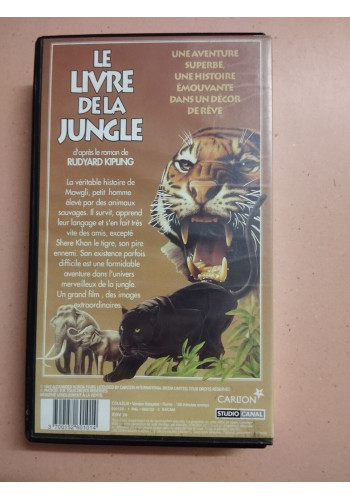 LE
LIVRE
DE LA
JUNGLE
d'après le roman de
RUDYARD KIPLING
UNE AVENTURE
SUPERBE,
UNE HISTOIRE
ÉMOUVANTE
DANS UN DÉCOR
DE RÊVE
La véritable histoire de
Mowgli, petit homme
élevé par des animaux
sauvages. Il survit, apprend
leur langage et s'en fait très
vite des amis, excepté
Shere Khan le tigre, son pire
ennemi. Son existence parfois
difficile est une formidable
aventure dans l'univers
merveilleux de la jungle.
Un grand film, des images
extraordinaires.
CARLTON
STUDIO CANAL